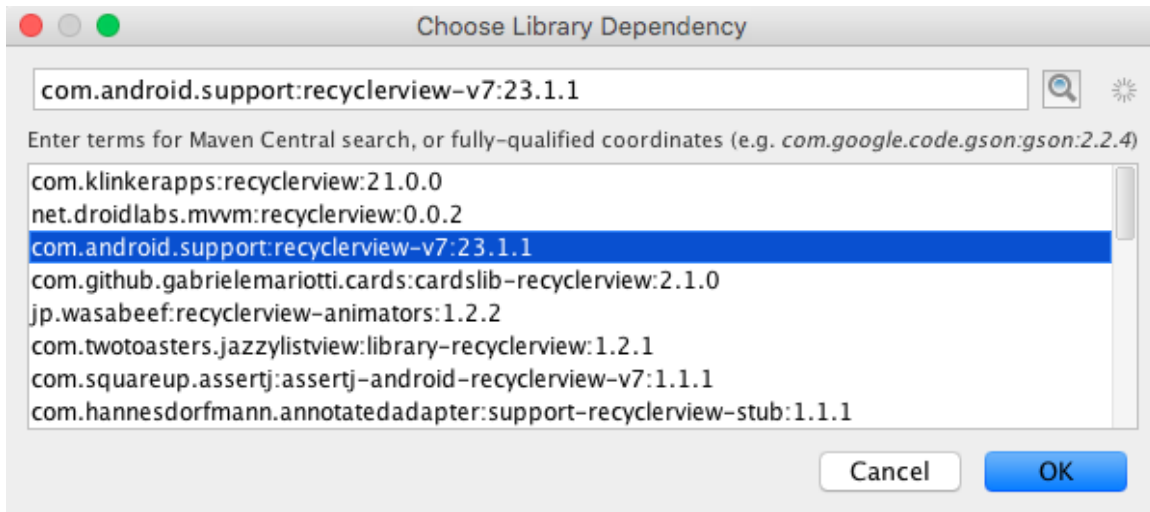 Choose Library Dependency
com.android.support:recyclerview-v7:23.1.1
Enter terms for Maven Central search, or fully-qualified coordinates (e.g. com.google.code.gson:gson:2.2.4)
com.klinkerapps:recyclerview:21.0.0
net.droidlabs.mvvm:recyclerview:0.0.2
com.android.support:recyclerview-v7:23.1.1
com.github.gabrielemariotti.cards:cardslib-recyclerview:2.1.0
jp.wasabeef:recyclerview-animators:1.2.2
com.twotoasters.jazzylistview:library-recyclerview:1.2.1
com.squareup.assertj:assertj-android-recyclerview-v7:1.1.1
com.hannesdorfmann.annotatedadapter:support-recyclerview-stub:1.1.1
Cancel OK